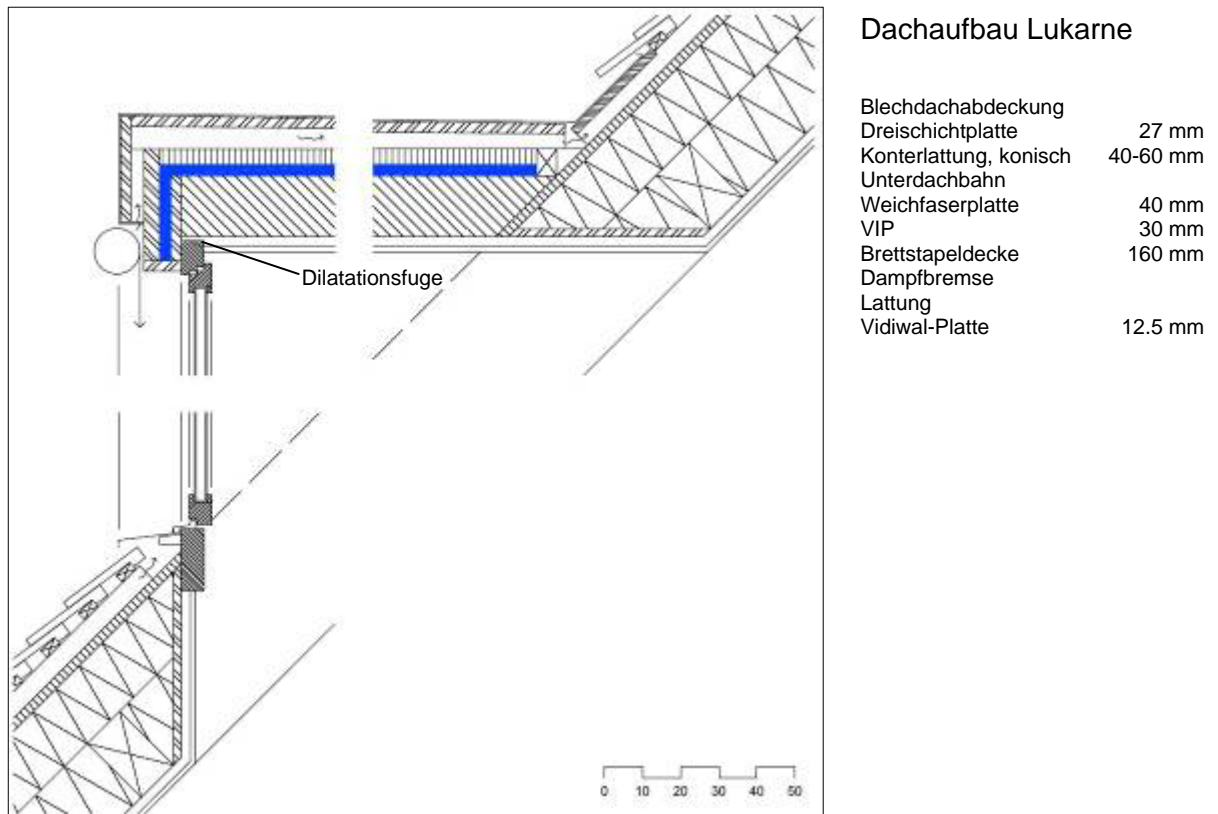 Dachaufbau Lukarne
Blechdachabdeckung
Dreischichtplatte 27 mm
Konterlattung, konisch 40-60 mm
Unterdachbahn
Weichfaserplatte 40 mm
VIP 30 mm
Brettstapeldecke 160 mm
Dampfbremse
Lattung
Vidiwal-Platte 12.5 mm
Dilatationsfuge
0 10 20 30 40 50